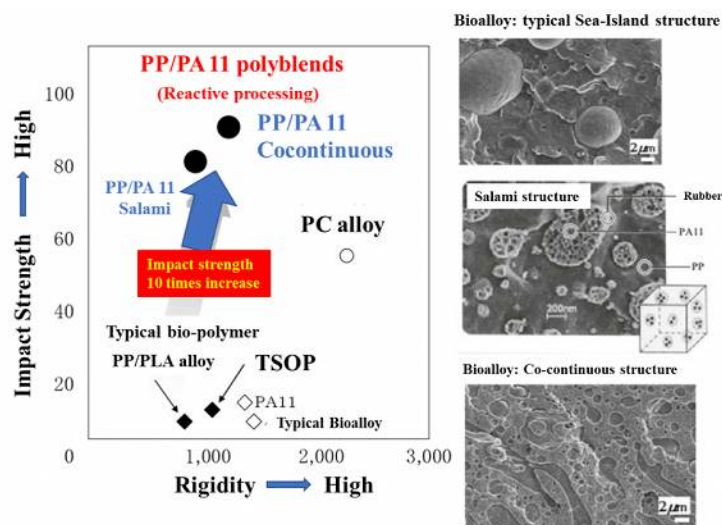 Bioalloy: typical Sea-Island structure
PP/PA 11 polyblends
(Reactive processing)
PP/PA 11
Cocontinuous
PP/PA 11
Salami
PC alloy
Impact strength
10 times increase
Typical bio-polymer
PP/PLA alloy
TSOP
PA11
Typical Bioalloy
100
80
60
40
20
0
1,000
2,000
3,000
Impact Strength
High
Rigidity
High
2μm
Salami structure
Rubber
PA11
PP
200nm
Bioalloy: Co-continuous structure
2μm